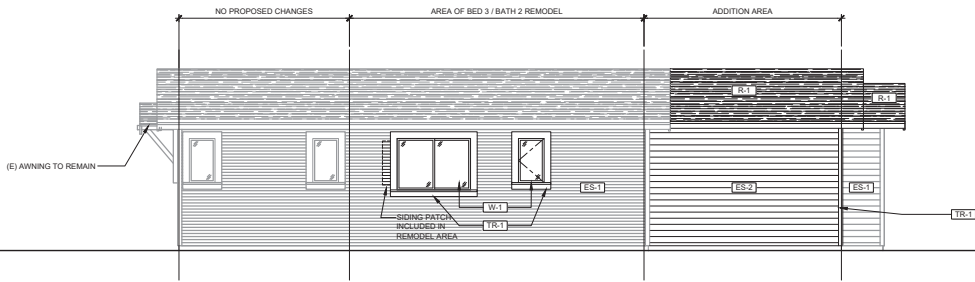 NO PROPOSED CHANGES
AREA OF BED 3 / BATH 2 REMODEL
ADDITION AREA
R-1
R-1
(E) AWNING TO REMAIN
ES-1
ES-2
ES-1
W-1
TR-1
SIDING PATCH
INCLUDED IN
REMODEL AREA
TR-1